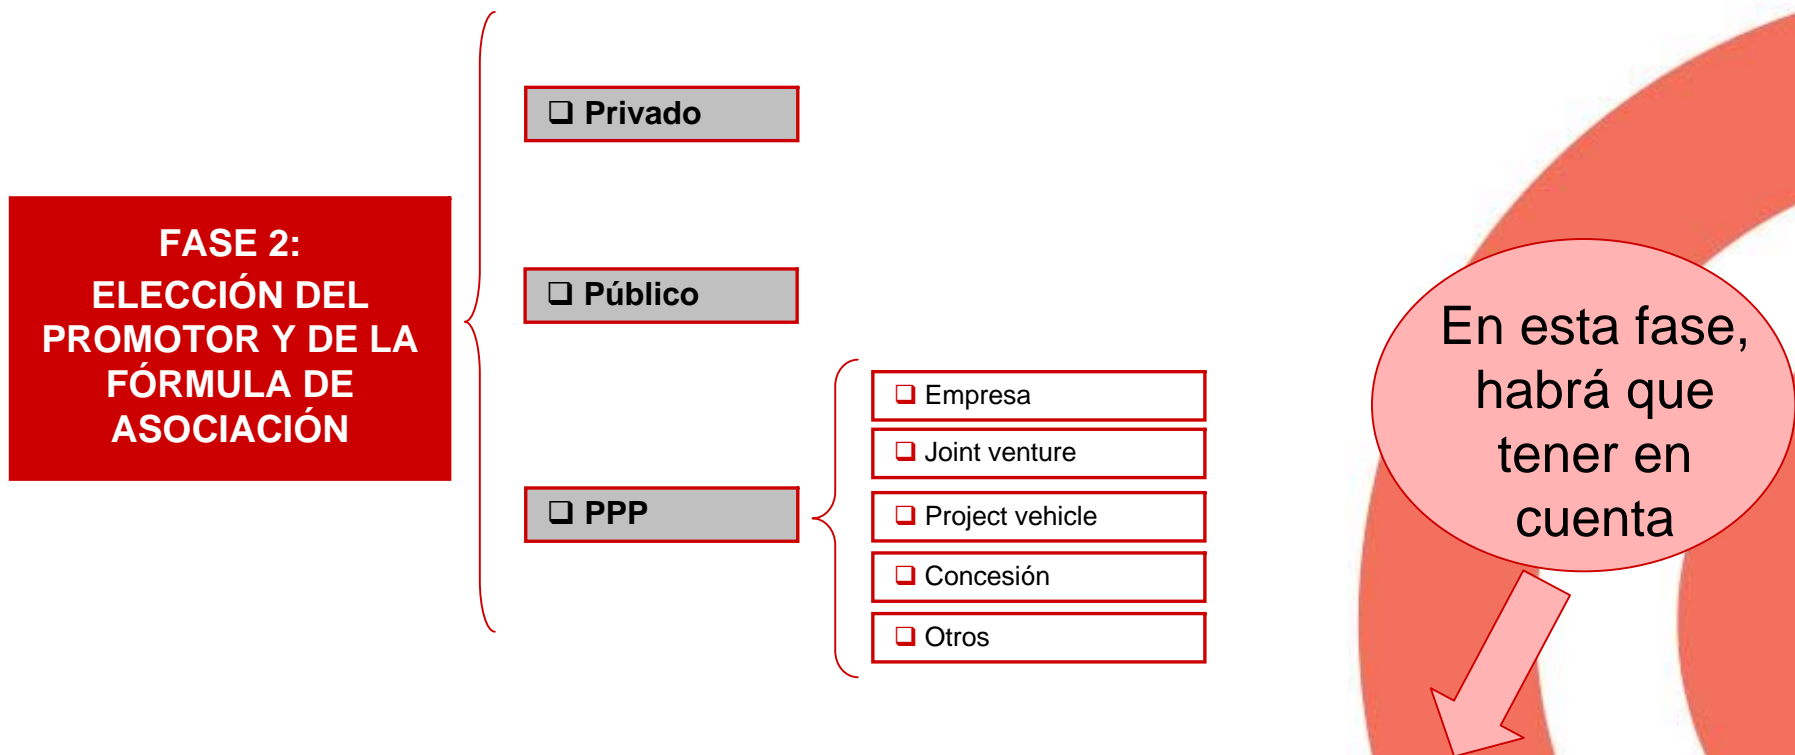 FASE 2:
ELECCIÓN DEL
PROMOTOR Y DE LA
FÓRMULA DE
ASOCIACIÓN
❑ Privado
❑ Público
❑ PPP
❑ Empresa
❑ Joint venture
❑ Project vehicle
❑ Concesión
❑ Otros
En esta fase,
habrá que
tener en
cuenta